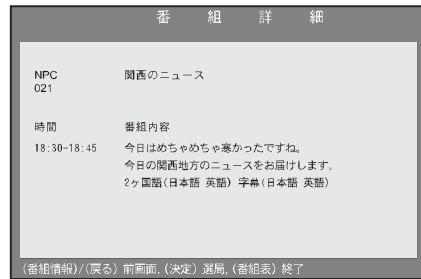 番組詳細
NPC 関西のニュース
021
時間 番組内容
18:30-18:45 今日はめちゃめちゃ寒かったですね。
今日の関西地方のニュースをお届けします。
2ヶ国語(日本語 英語) 字幕(日本語 英語)
(番組情報)/(戻る) 前画面, (決定) 選局, (番組表) 終了